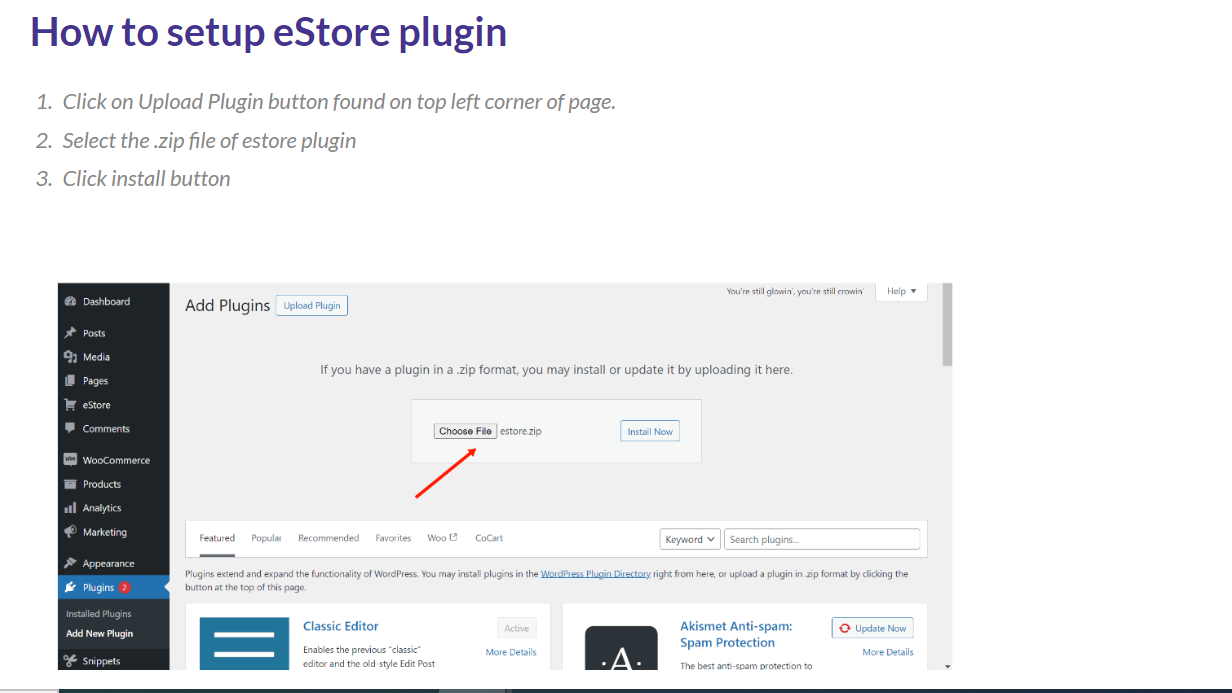 How to setup eStore plugin
1. Click on Upload Plugin button found on top left corner of page.
2. Select the .zip file of estore plugin
3. Click install button
Dashboard
Posts
Media
Pages
eStore
Comments
WooCommerce
Products
Analytics
Marketing
Appearance
Plugins 2
Installed Plugins
Add New Plugin
Snippets
Add Plugins Upload Plugin
You're still glowin', you're still crowin'
Help
If you have a plugin in a .zip format, you may install or update it by uploading it here.
Choose File estore.zip Install Now
Featured Popular Recommended Favorites Woo CoCart Keyword Search plugins...
Plugins extend and expand the functionality of WordPress. You may install plugins in the WordPress Plugin Directory right from here, or upload a plugin in .zip format by clicking the
button at the top of this page.
Classic Editor
Active
More Details
Enables the previous "classic"
editor and the old-style Edit Post
·A·
Akismet Anti-spam:
Spam Protection
Update Now
More Details
The best anti-spam protection to